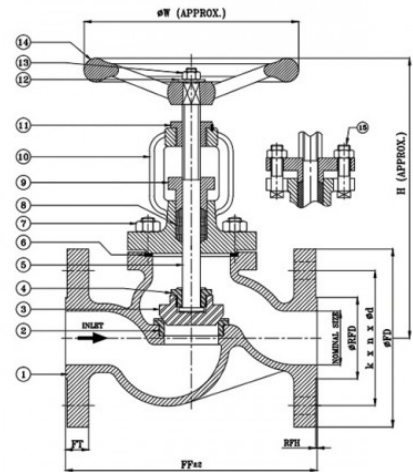 øW (APPROX.)
14
13
12
11
10
9
8
7
6
5
4
3
2
1
15
H (APPROX.)
INLET
NOMINAL SIZE
øRFD
k x n x ød
øFD
FT
RFH
FF±2